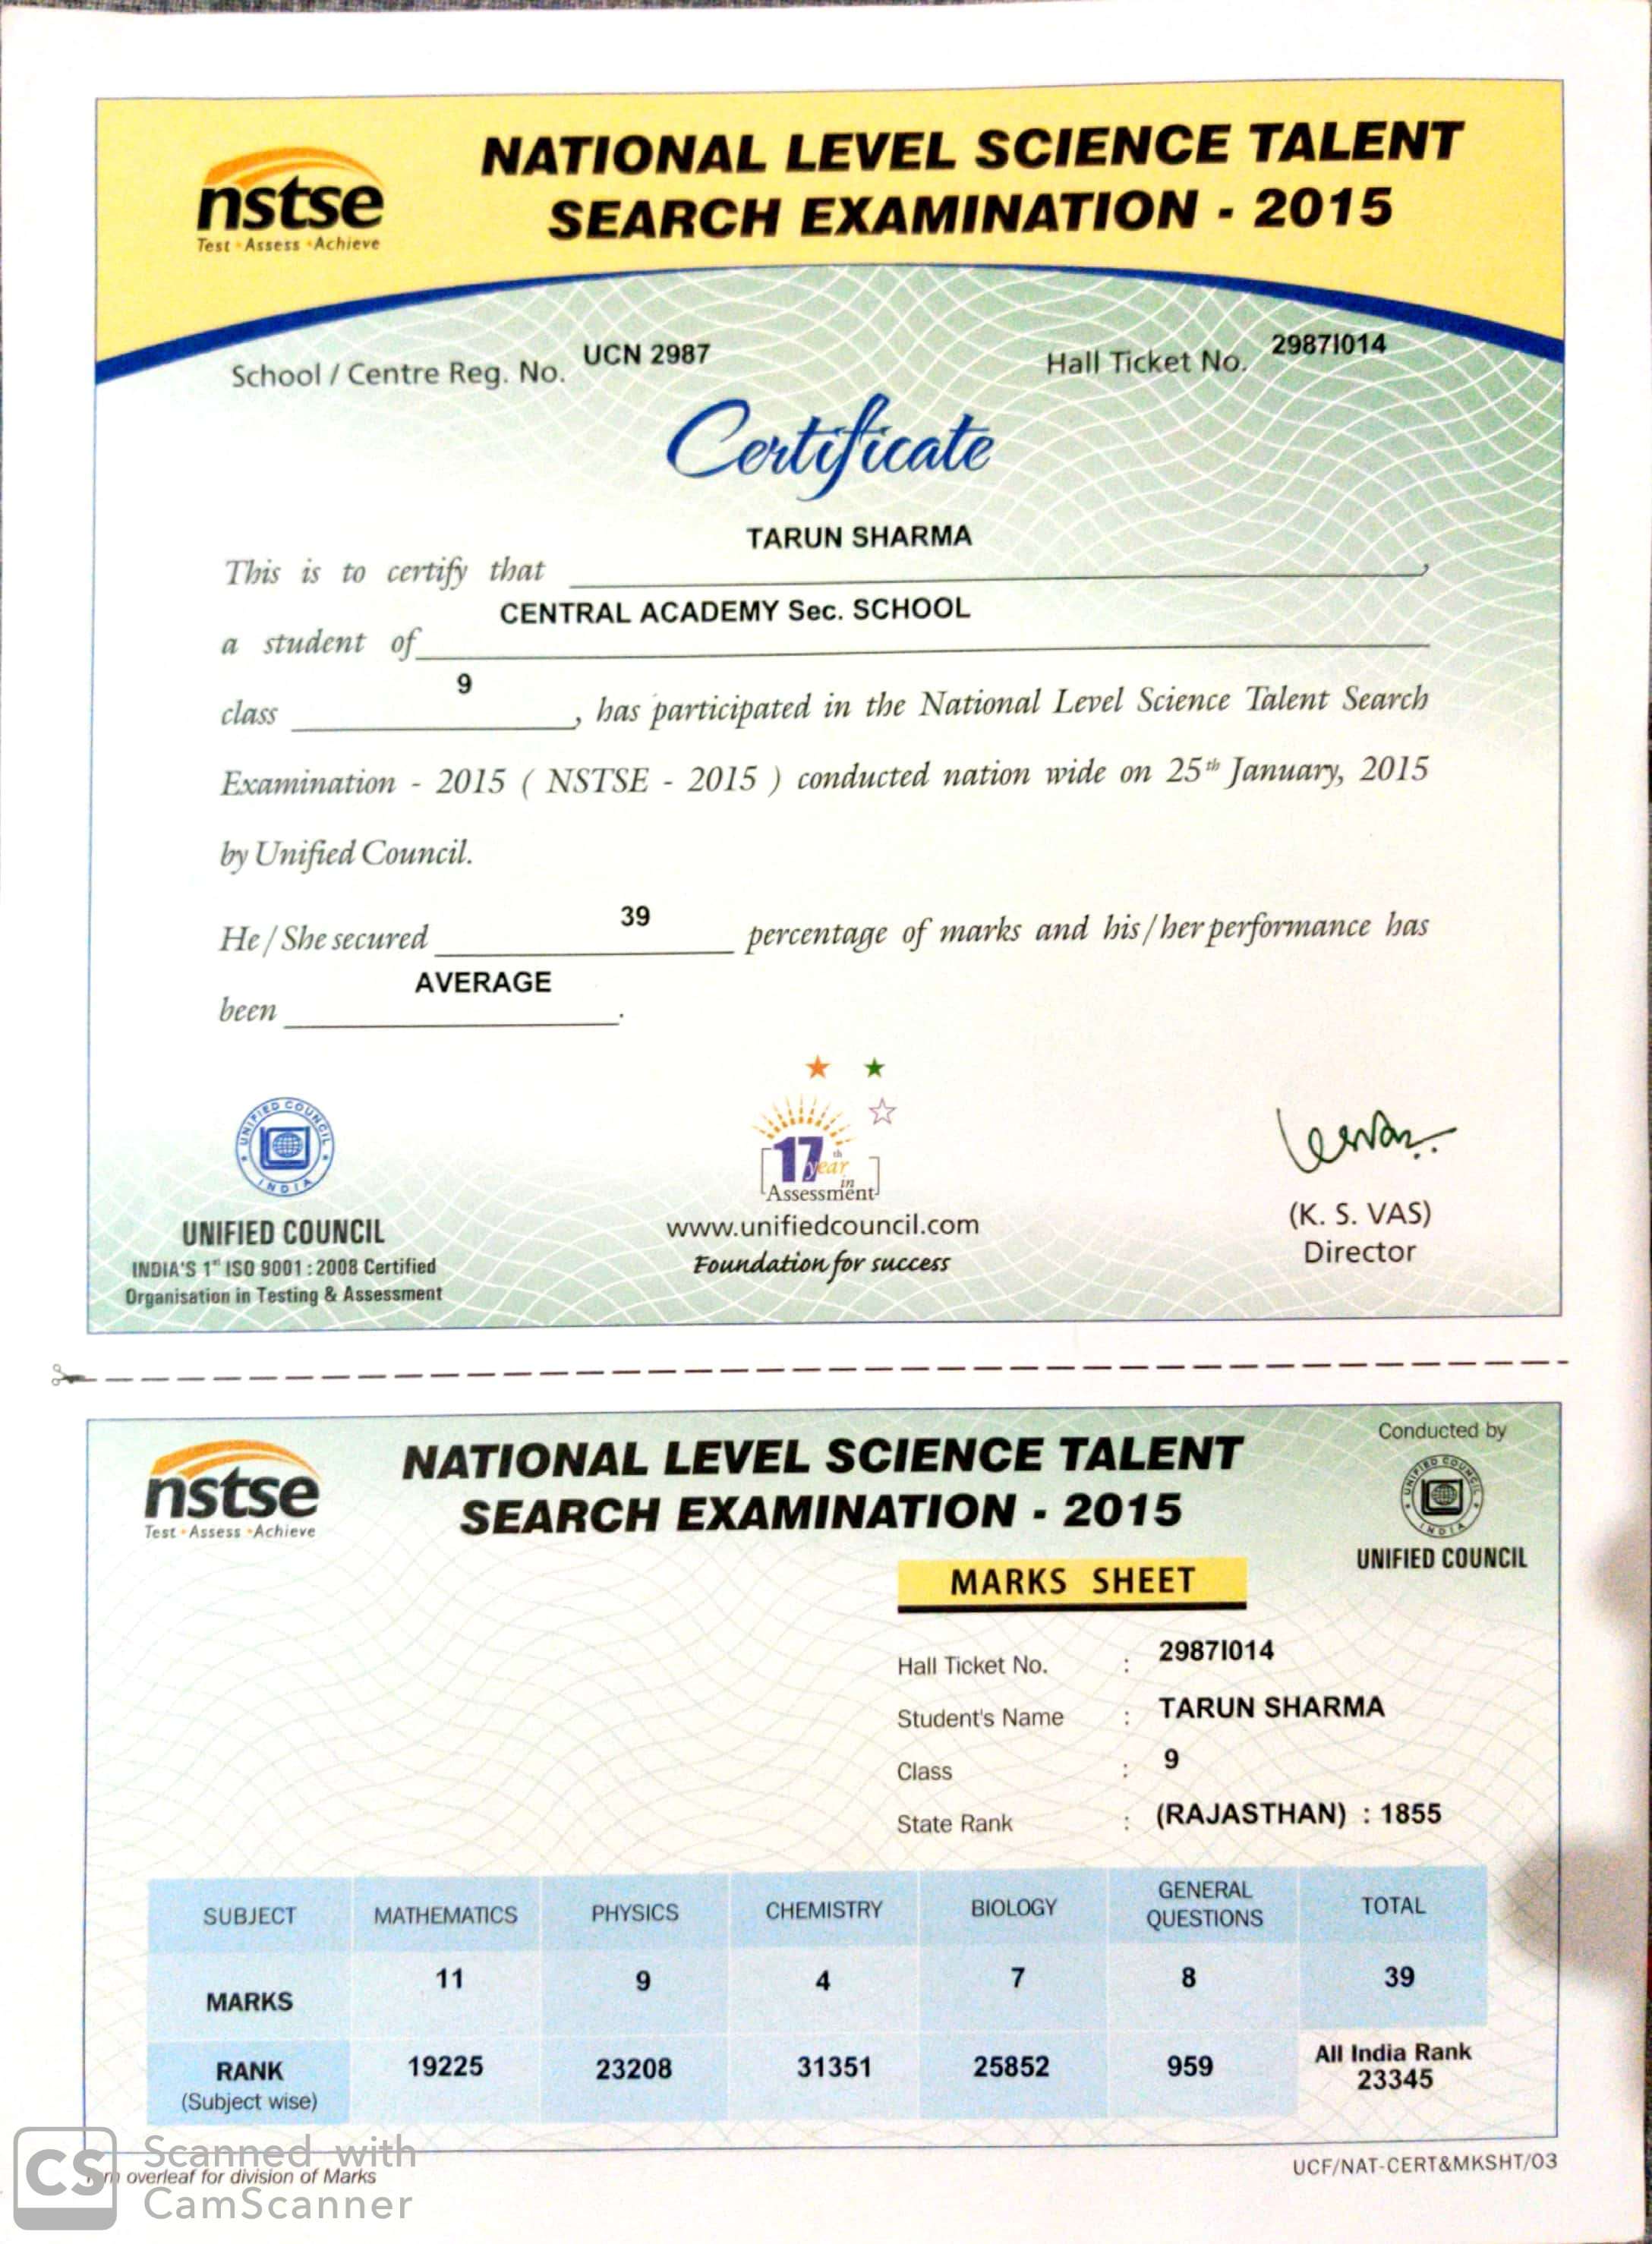 nstse
Test • Assess • Achieve
NATIONAL LEVEL SCIENCE TALENT
SEARCH EXAMINATION - 2015
School / Centre Reg. No. UCN 2987
Hall Ticket No. 2987I014
Certificate
This is to certify that TARUN SHARMA,
a student of CENTRAL ACADEMY Sec. SCHOOL
class 9, has participated in the National Level Science Talent Search
Examination - 2015 ( NSTSE - 2015 ) conducted nation wide on 25th January, 2015
by Unified Council.
He / She secured 39 percentage of marks and his / her performance has
been AVERAGE.
UNIFIED COUNCIL
INDIA
UNIFIED COUNCIL
INDIA'S 1st ISO 9001 : 2008 Certified
Organisation in Testing & Assessment
17th year in
Assessment
www.unifiedcouncil.com
Foundation for success
(K. S. VAS)
Director
nstse
Test • Assess • Achieve
NATIONAL LEVEL SCIENCE TALENT
SEARCH EXAMINATION - 2015
Conducted by
UNIFIED COUNCIL
INDIA
UNIFIED COUNCIL
MARKS SHEET
Hall Ticket No. : 2987I014
Student's Name : TARUN SHARMA
Class : 9
State Rank : (RAJASTHAN) : 1855
SUBJECT MATHEMATICS PHYSICS CHEMISTRY BIOLOGY GENERAL QUESTIONS TOTAL
MARKS 11 9 4 7 8 39
RANK (Subject wise) 19225 23208 31351 25852 959 All India Rank 23345
overleaf for division of Marks
UCF/NAT-CERT&MKSHT/03
CS
Scanned with
CamScanner